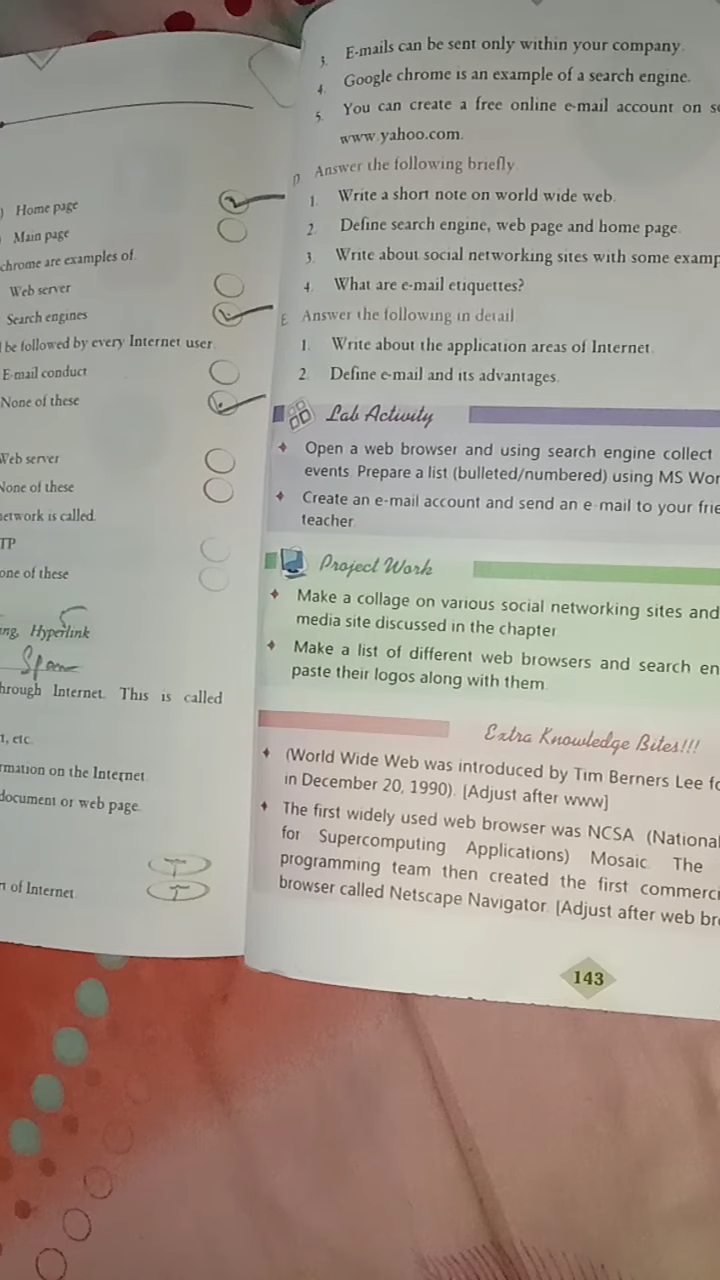 Home page
Main page
chrome are examples of
Web server
Search engines
be followed by every Internet user
E-mail conduct
None of these
Web server
None of these
network is called.
TP
one of these
ing, Hyperlink
Spam
hrough Internet. This is called
, etc.
rmation on the Internet
document or web page.
T
of Internet
T
3. E-mails can be sent only within your company.
4. Google chrome is an example of a search engine.
5. You can create a free online e-mail account on
www.yahoo.com.
D. Answer the following briefly
1. Write a short note on world wide web.
2. Define search engine, web page and home page.
3. Write about social networking sites with some examp
4. What are e-mail etiquettes?
E. Answer the following in detail
1. Write about the application areas of Internet.
2. Define e-mail and its advantages.
Lab Activity
Open a web browser and using search engine collect
events. Prepare a list (bulleted/numbered) using MS Wor
Create an e-mail account and send an e-mail to your frie
teacher
Project Work
Make a collage on various social networking sites and
media site discussed in the chapter
Make a list of different web browsers and search en
paste their logos along with them.
Extra Knowledge Bites!!!
(World Wide Web was introduced by Tim Berners Lee fo
in December 20, 1990). [Adjust after www]
The first widely used web browser was NCSA (National
for Supercomputing Applications) Mosaic. The
programming team then created the first commerci
browser called Netscape Navigator. [Adjust after web br
143